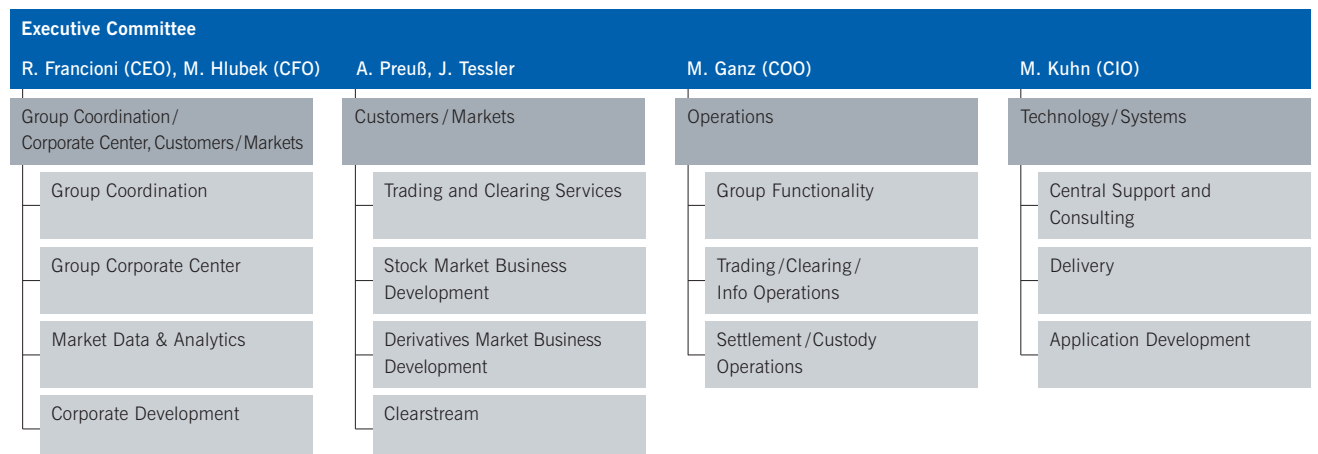 Executive Committee
R. Francioni (CEO), M. Hlubek (CFO)
A. Preuß, J. Tessler
M. Ganz (COO)
M. Kuhn (CIO)
Group Coordination/
Corporate Center, Customers/Markets
Group Coordination
Group Corporate Center
Market Data & Analytics
Corporate Development
Customers/Markets
Trading and Clearing Services
Stock Market Business
Development
Derivatives Market Business
Development
Clearstream
Operations
Group Functionality
Trading/Clearing/
Info Operations
Settlement/Custody
Operations
Technology/Systems
Central Support and
Consulting
Delivery
Application Development